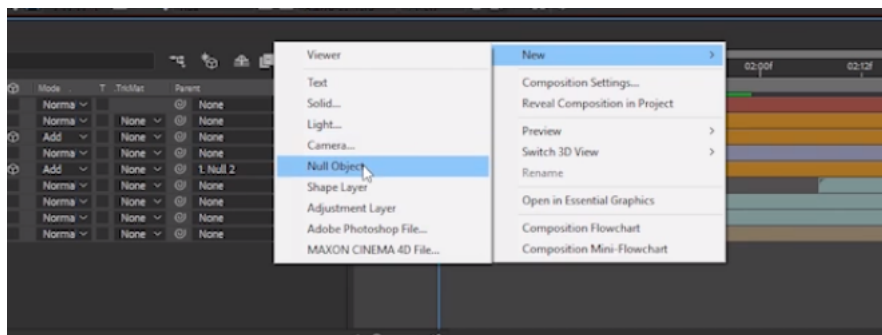 Viewer
Text
Solid...
Light...
Camera...
Null Object
Shape Layer
Adjustment Layer
Adobe Photoshop File...
MAXON CINEMA 4D File...
New
Composition Settings...
Reveal Composition in Project
Preview
Switch 3D View
Rename
Open in Essential Graphics
Composition Flowchart
Composition Mini-Flowchart
02:00f 02:12f
Mode T .TrkMat Parent
Norma None
Norma None None
Add None None
Norma None None
Add None 1. Null 2
Norma None None
Norma None None
Norma None None
Norma None None